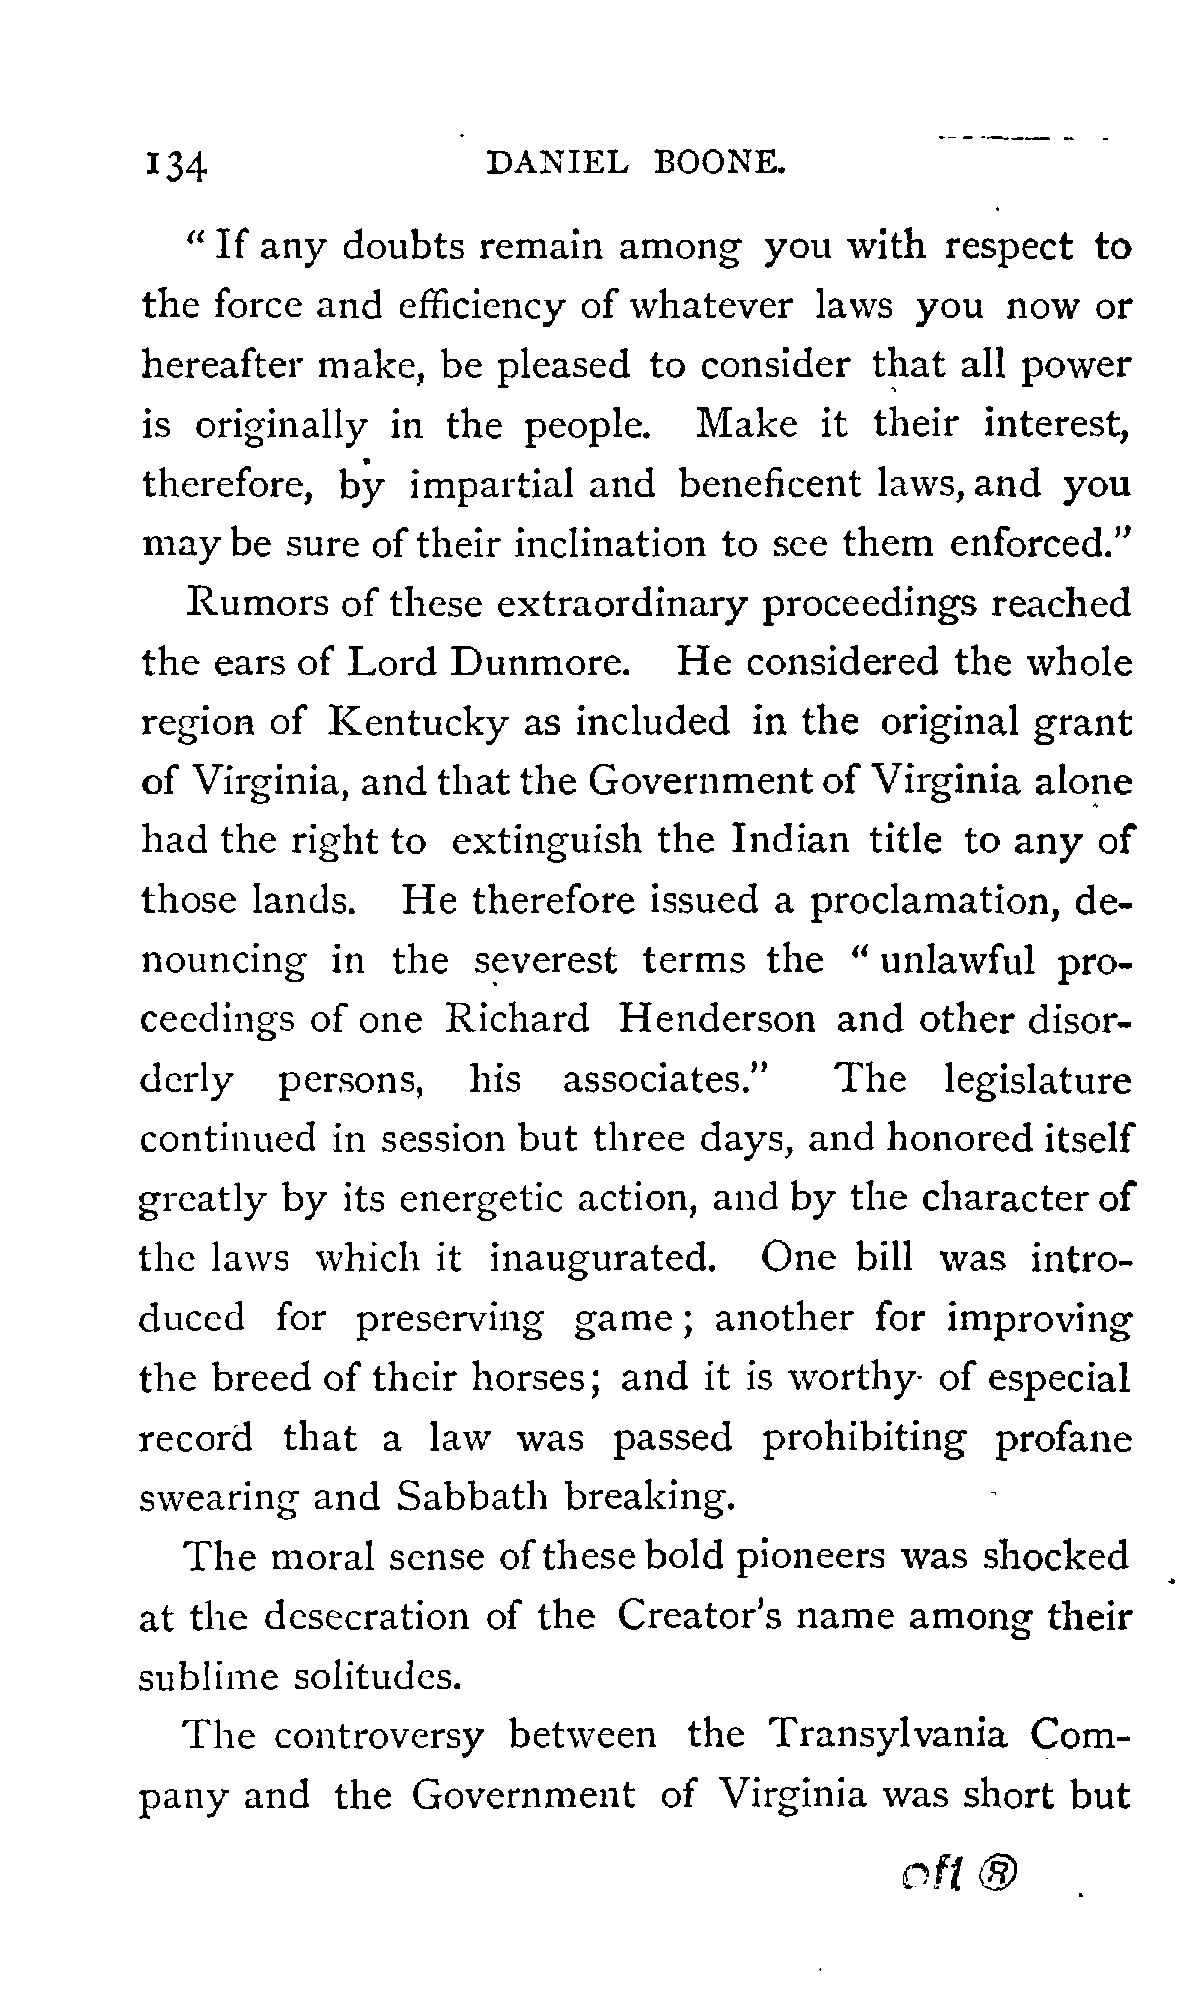 134 DANIEL BOONE.
" If any doubts remain among you with respect to
the force and efficiency of whatever laws you now or
hereafter make, be pleased to consider that all power
is originally in the people. Make it their interest,
therefore, by impartial and beneficent laws, and you
may be sure of their inclination to see them enforced."
Rumors of these extraordinary proceedings reached
the ears of Lord Dunmore. He considered the whole
region of Kentucky as included in the original grant
of Virginia, and that the Government of Virginia alone
had the right to extinguish the Indian title to any of
those lands. He therefore issued a proclamation, de-
nouncing in the severest terms the " unlawful pro-
ceedings of one Richard Henderson and other disor-
derly persons, his associates." The legislature
continued in session but three days, and honored itself
greatly by its energetic action, and by the character of
the laws which it inaugurated. One bill was intro-
duced for preserving game ; another for improving
the breed of their horses; and it is worthy of especial
record that a law was passed prohibiting profane
swearing and Sabbath breaking.
The moral sense of these bold pioneers was shocked
at the desecration of the Creator's name among their
sublime solitudes.
The controversy between the Transylvania Com-
pany and the Government of Virginia was short but
oft ®